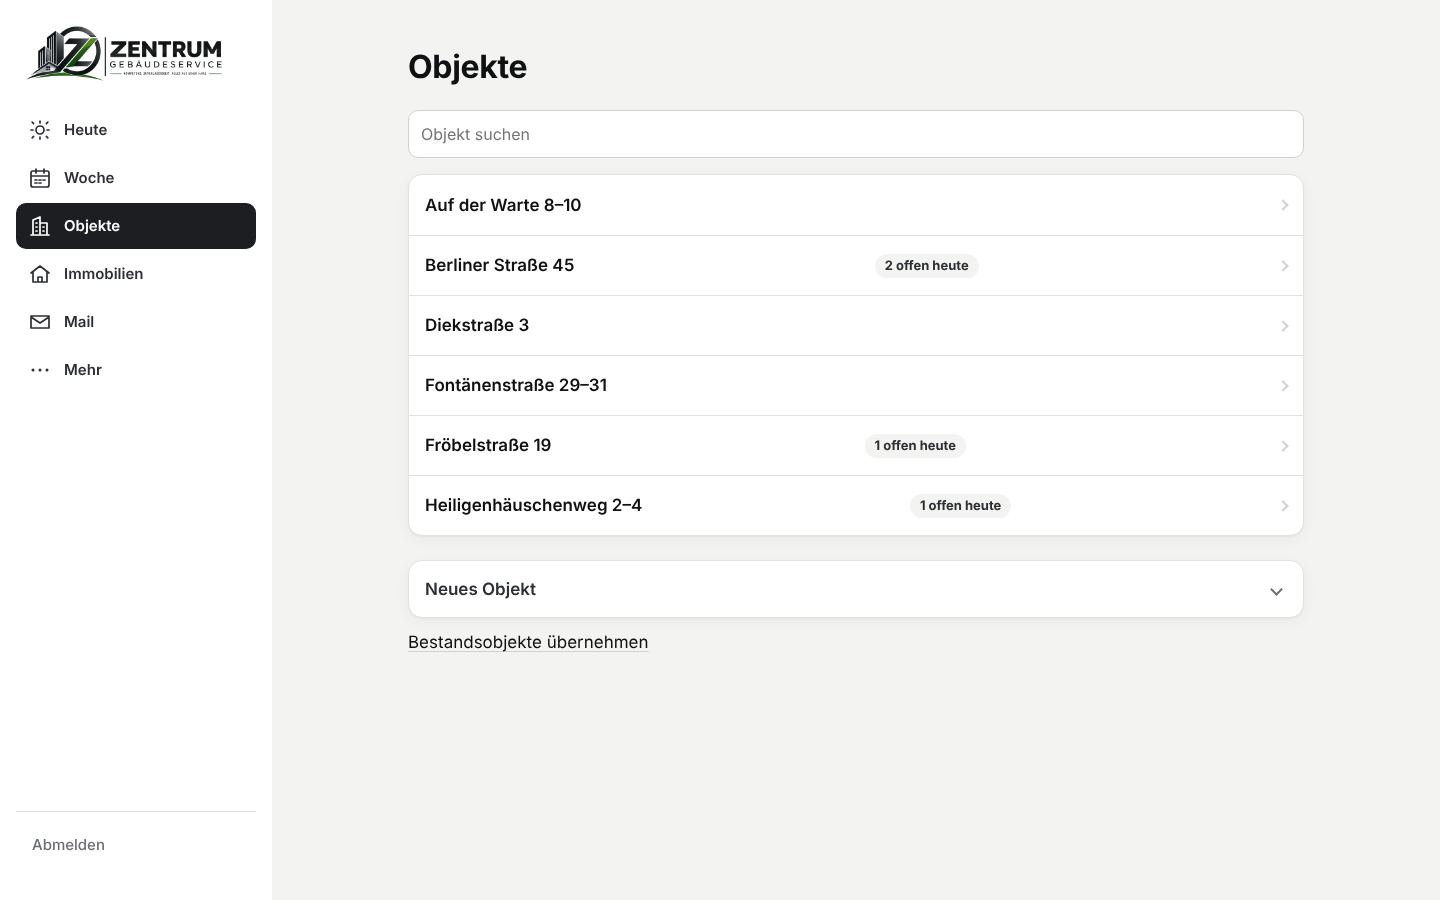 ZENTRUM
GEBÄUDESERVICE
Heute
Woche
Objekte
Immobilien
Mail
Mehr
Abmelden
Objekte
Objekt suchen
Auf der Warte 8–10
Berliner Straße 45
2 offen heute
Diekstraße 3
Fontänenstraße 29–31
Fröbelstraße 19
1 offen heute
Heiligenhäuschenweg 2–4
1 offen heute
Neues Objekt
Bestandsobjekte übernehmen